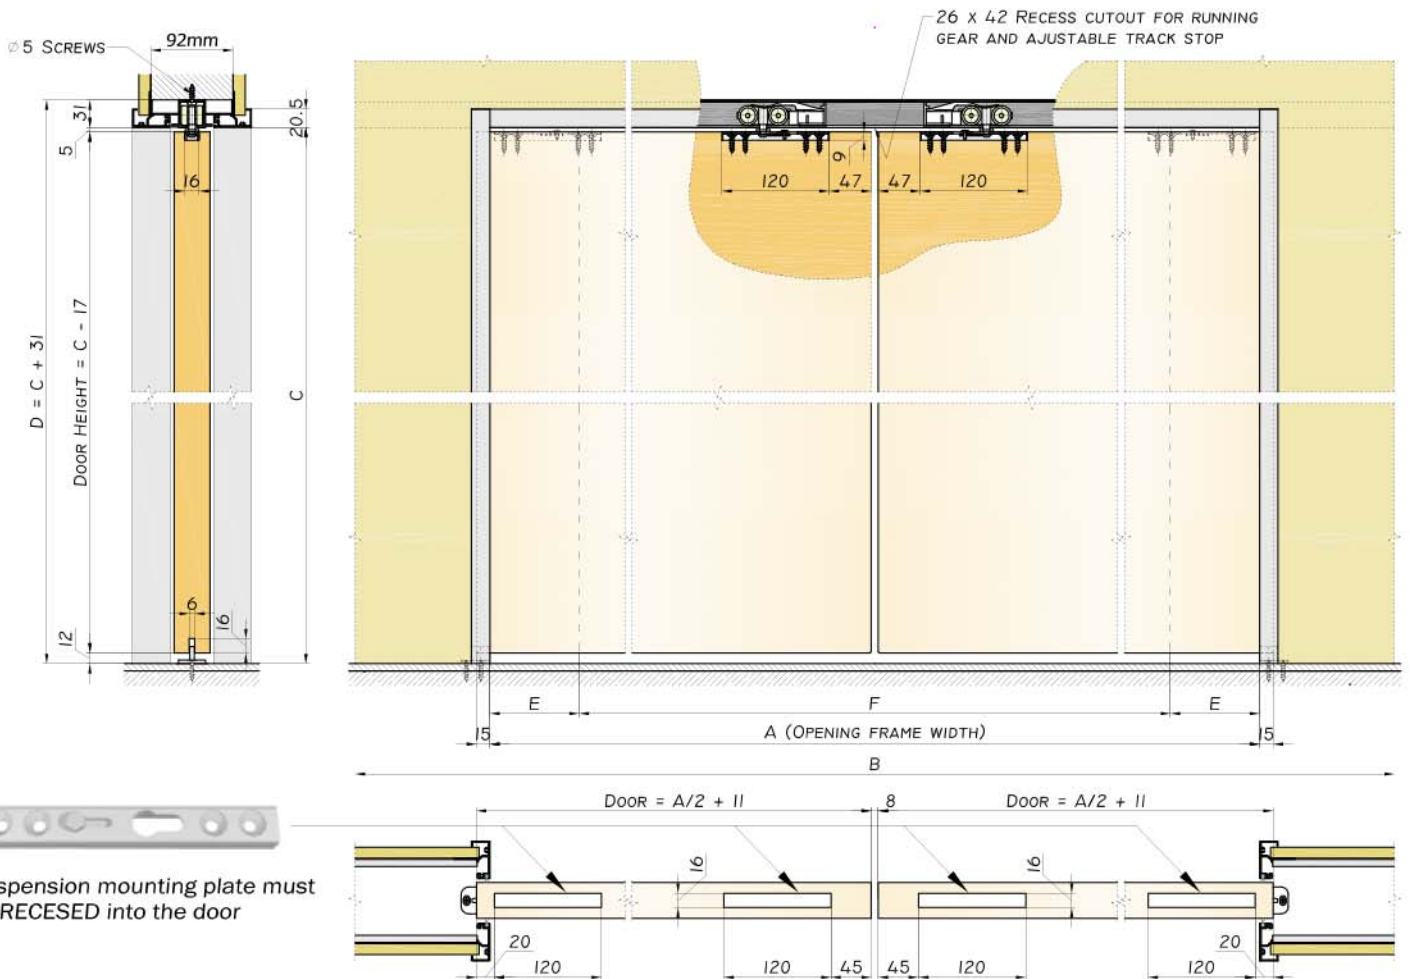 26 X 42 RECESS CUTOUT FOR RUNNING
GEAR AND AJUSTABLE TRACK STOP
Ø 5 SCREWS
92mm
31
20.5
5
16
9
120
47
47
120
D = C + 31
DOOR HEIGHT = C - 17
C
6
16
12
E
F
E
15
A (OPENING FRAME WIDTH)
15
B
DOOR = A/2 + 11
8
DOOR = A/2 + 11
16
16
spension mounting plate must
RECESED into the door
20
120
120
45
45
120
120
20